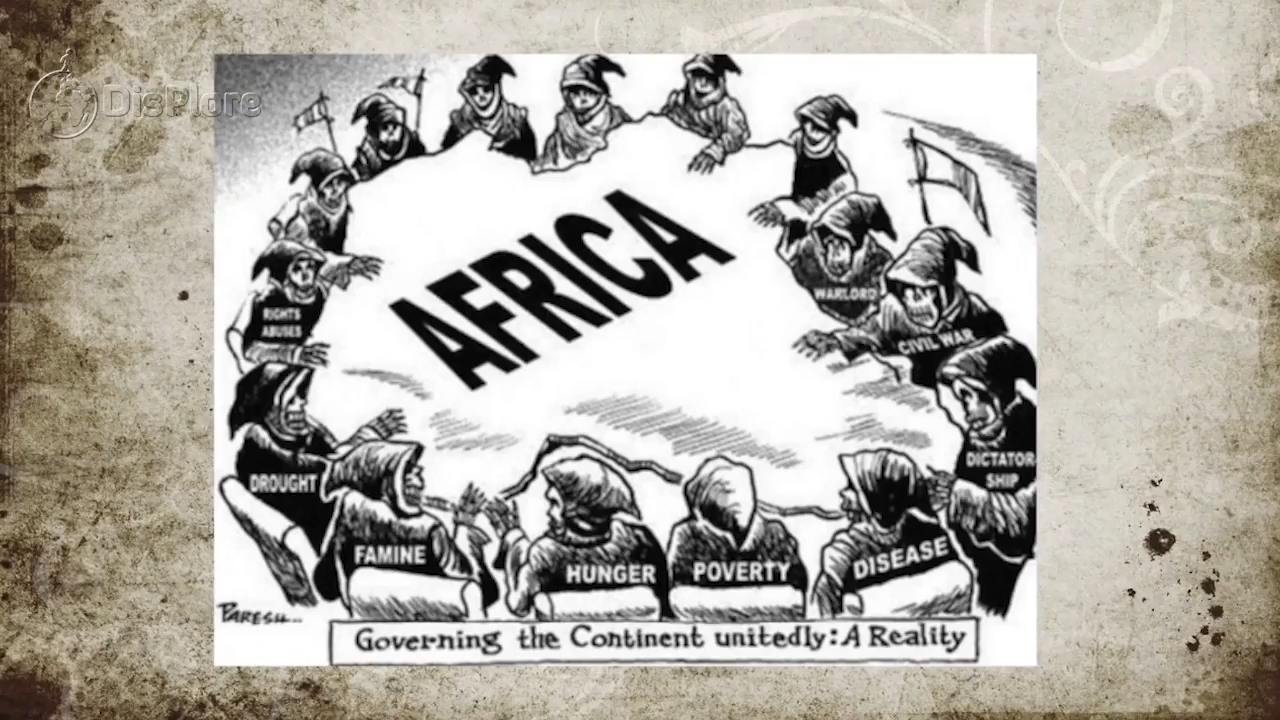 DisPlore
AFRICA
RIGHTS
ABUSES
WARLORD
CIVIL WAR
DROUGHT
DICTATOR
SHIP
FAMINE
HUNGER
POVERTY
DISEASE
PARESH..
Governing the Continent unitedly: A Reality